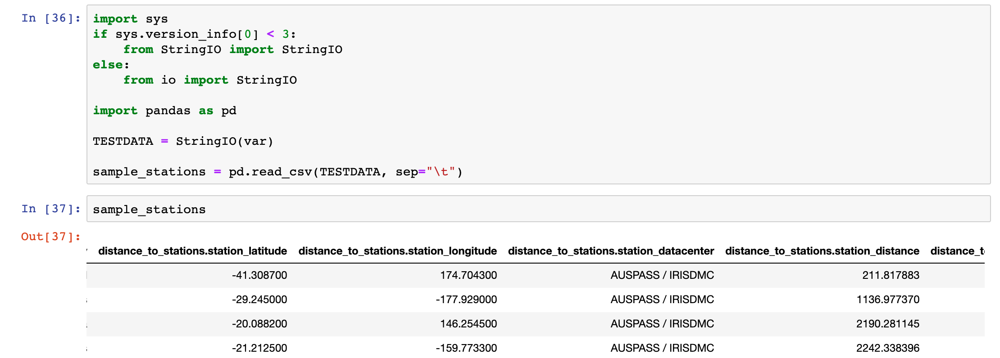 In [36]:
import sys
if sys.version_info[0] < 3:
    from StringIO import StringIO
else:
    from io import StringIO
import pandas as pd
TESTDATA = StringIO(var)
sample_stations = pd.read_csv(TESTDATA, sep="\t")
In [37]:
sample_stations
Out[37]:
distance_to_stations.station_latitude distance_to_stations.station_longitude distance_to_stations.station_datacenter distance_to_stations.station_distance
-41.308700 174.704300 AUSPASS / IRISDMC 211.817883
-29.245000 -177.929000 AUSPASS / IRISDMC 1136.977370
-20.088200 146.254500 AUSPASS / IRISDMC 2190.281145
-21.212500 -159.773300 AUSPASS / IRISDMC 2242.338396